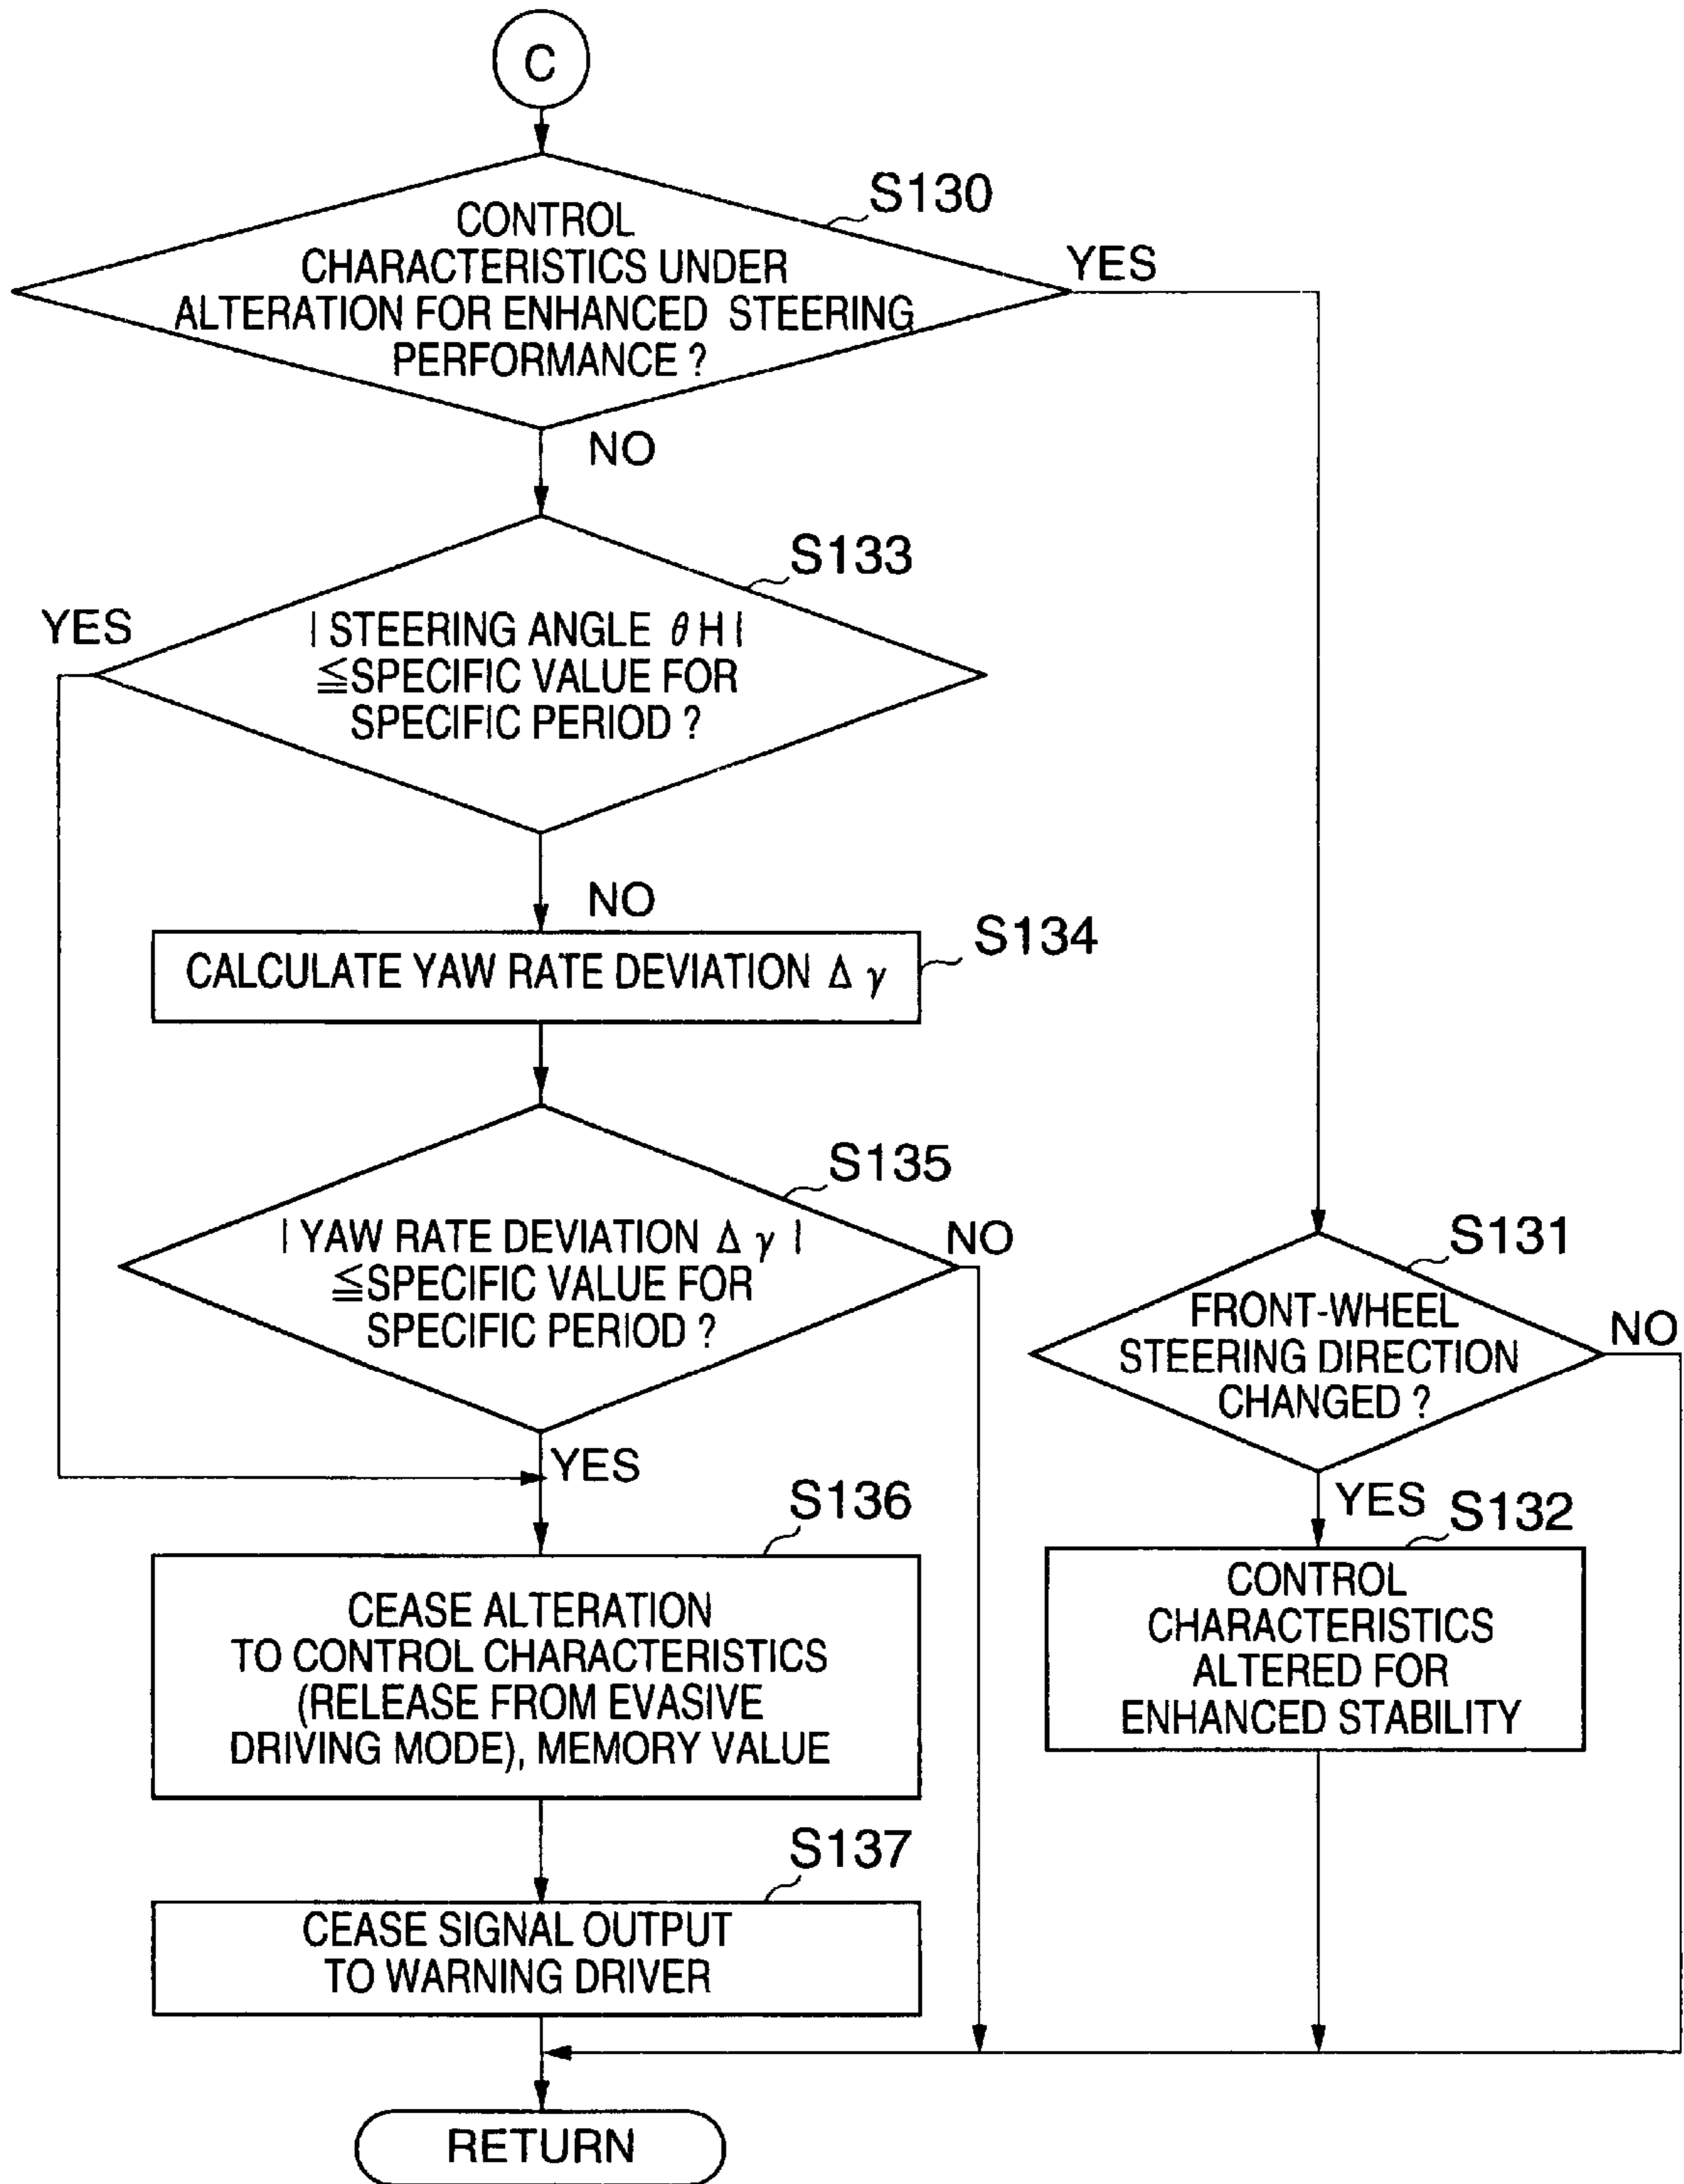 C
S130
CONTROL
CHARACTERISTICS UNDER
ALTERATION FOR ENHANCED STEERING
PERFORMANCE ?
YES
NO
S133
YES
| STEERING ANGLE θ H |
≦SPECIFIC VALUE FOR
SPECIFIC PERIOD ?
NO
S134
CALCULATE YAW RATE DEVIATION Δ γ
S135
| YAW RATE DEVIATION Δ γ |
≦SPECIFIC VALUE FOR
SPECIFIC PERIOD ?
NO
YES
S131
FRONT-WHEEL
STEERING DIRECTION
CHANGED ?
NO
YES
S136
CEASE ALTERATION
TO CONTROL CHARACTERISTICS
(RELEASE FROM EVASIVE
DRIVING MODE), MEMORY VALUE
S132
CONTROL
CHARACTERISTICS
ALTERED FOR
ENHANCED STABILITY
S137
CEASE SIGNAL OUTPUT
TO WARNING DRIVER
RETURN